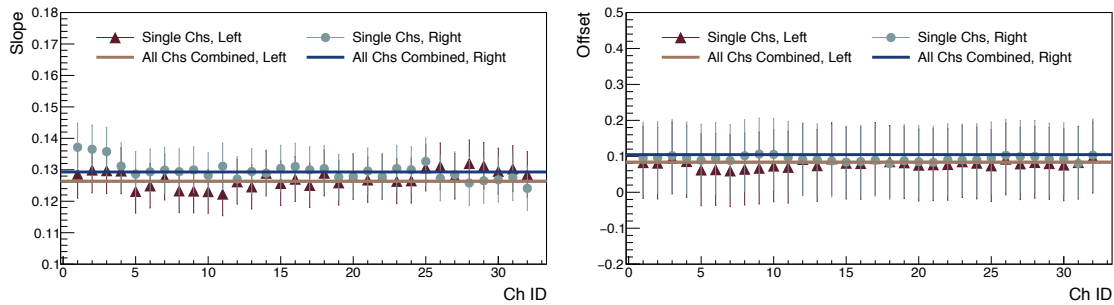 Slope
0.18
0.17
0.16
0.15
0.14
0.13
0.12
0.11
0.1
Single Chs, Left
Single Chs, Right
All Chs Combined, Left
All Chs Combined, Right
0 5 10 15 20 25 30
Ch ID
Offset
0.5
0.4
0.3
0.2
0.1
0
−0.1
−0.2
Single Chs, Left
Single Chs, Right
All Chs Combined, Left
All Chs Combined, Right
0 5 10 15 20 25 30
Ch ID